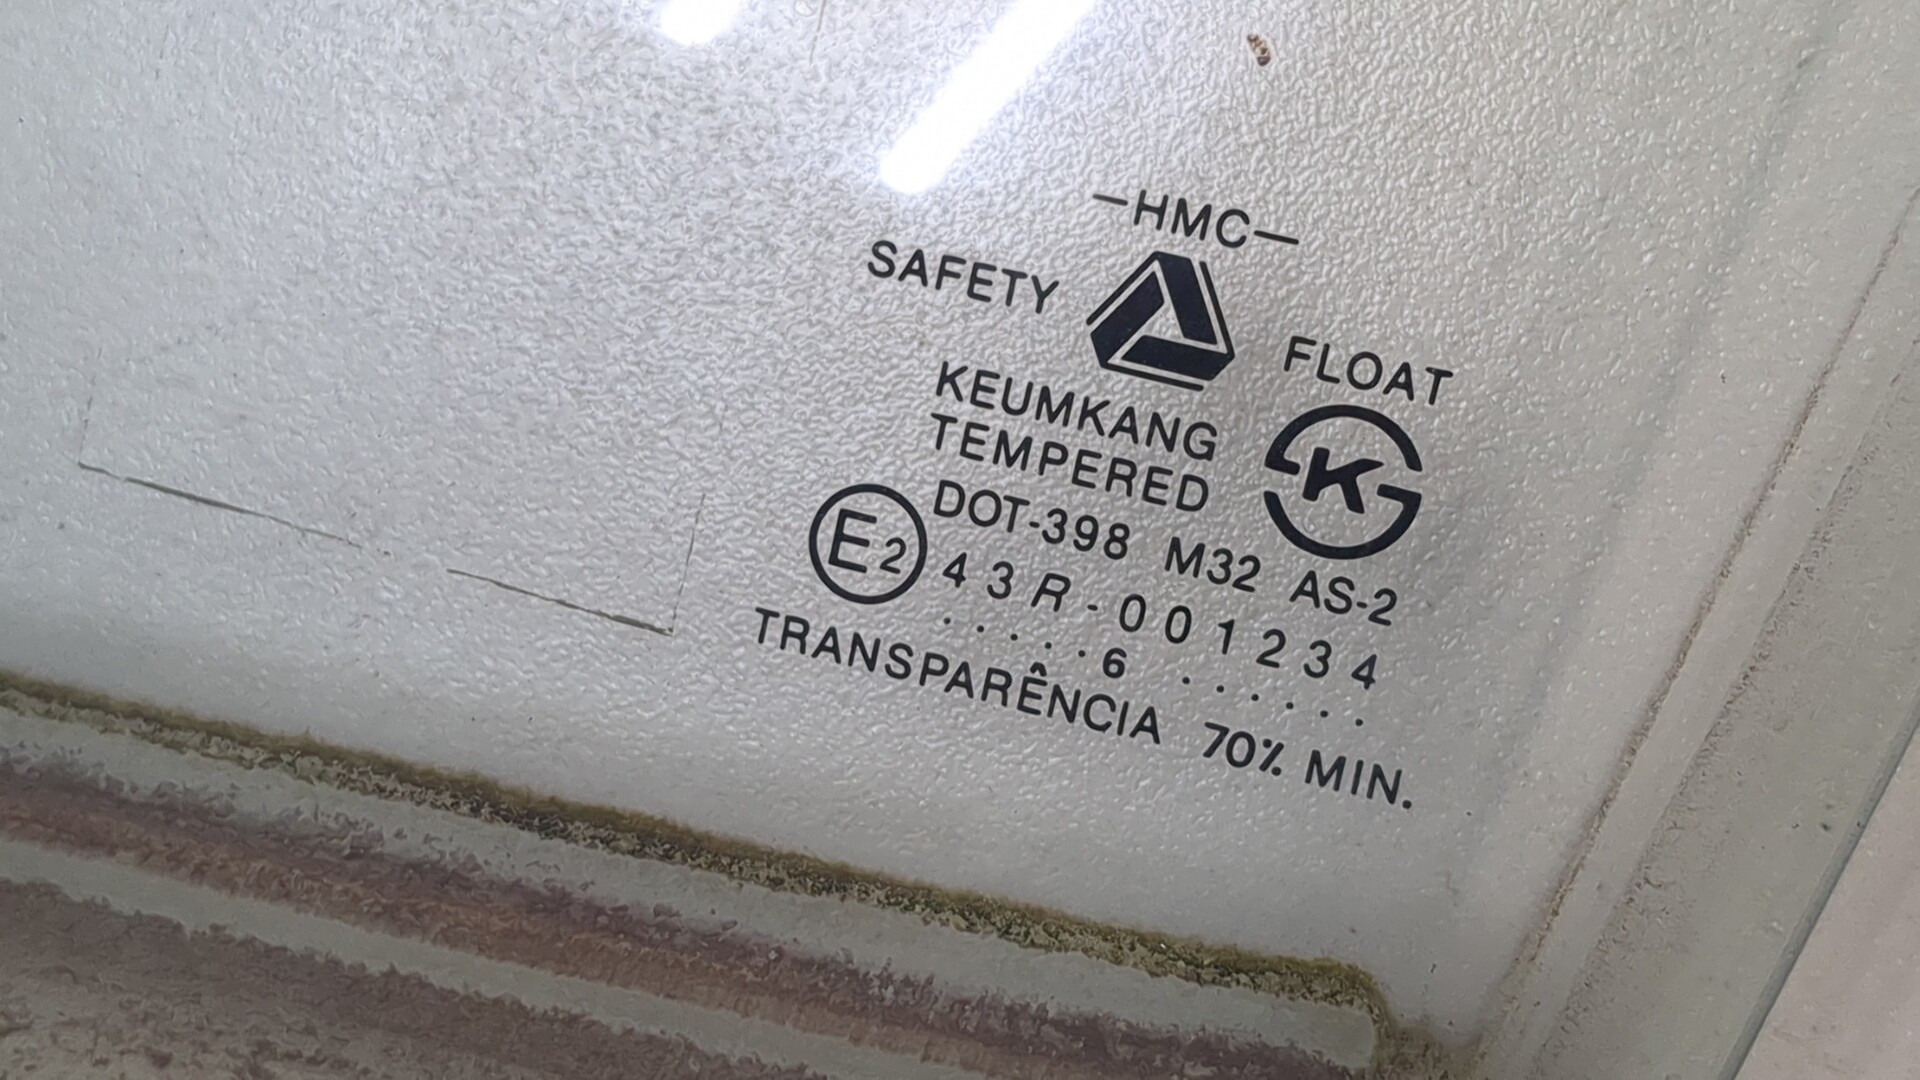 —HMC—
SAFETY FLOAT
KEUMKANG
TEMPERED
K
DOT-398 M32 AS-2
E2 43R-001234
.....6......
TRANSPARÊNCIA 70% MIN.